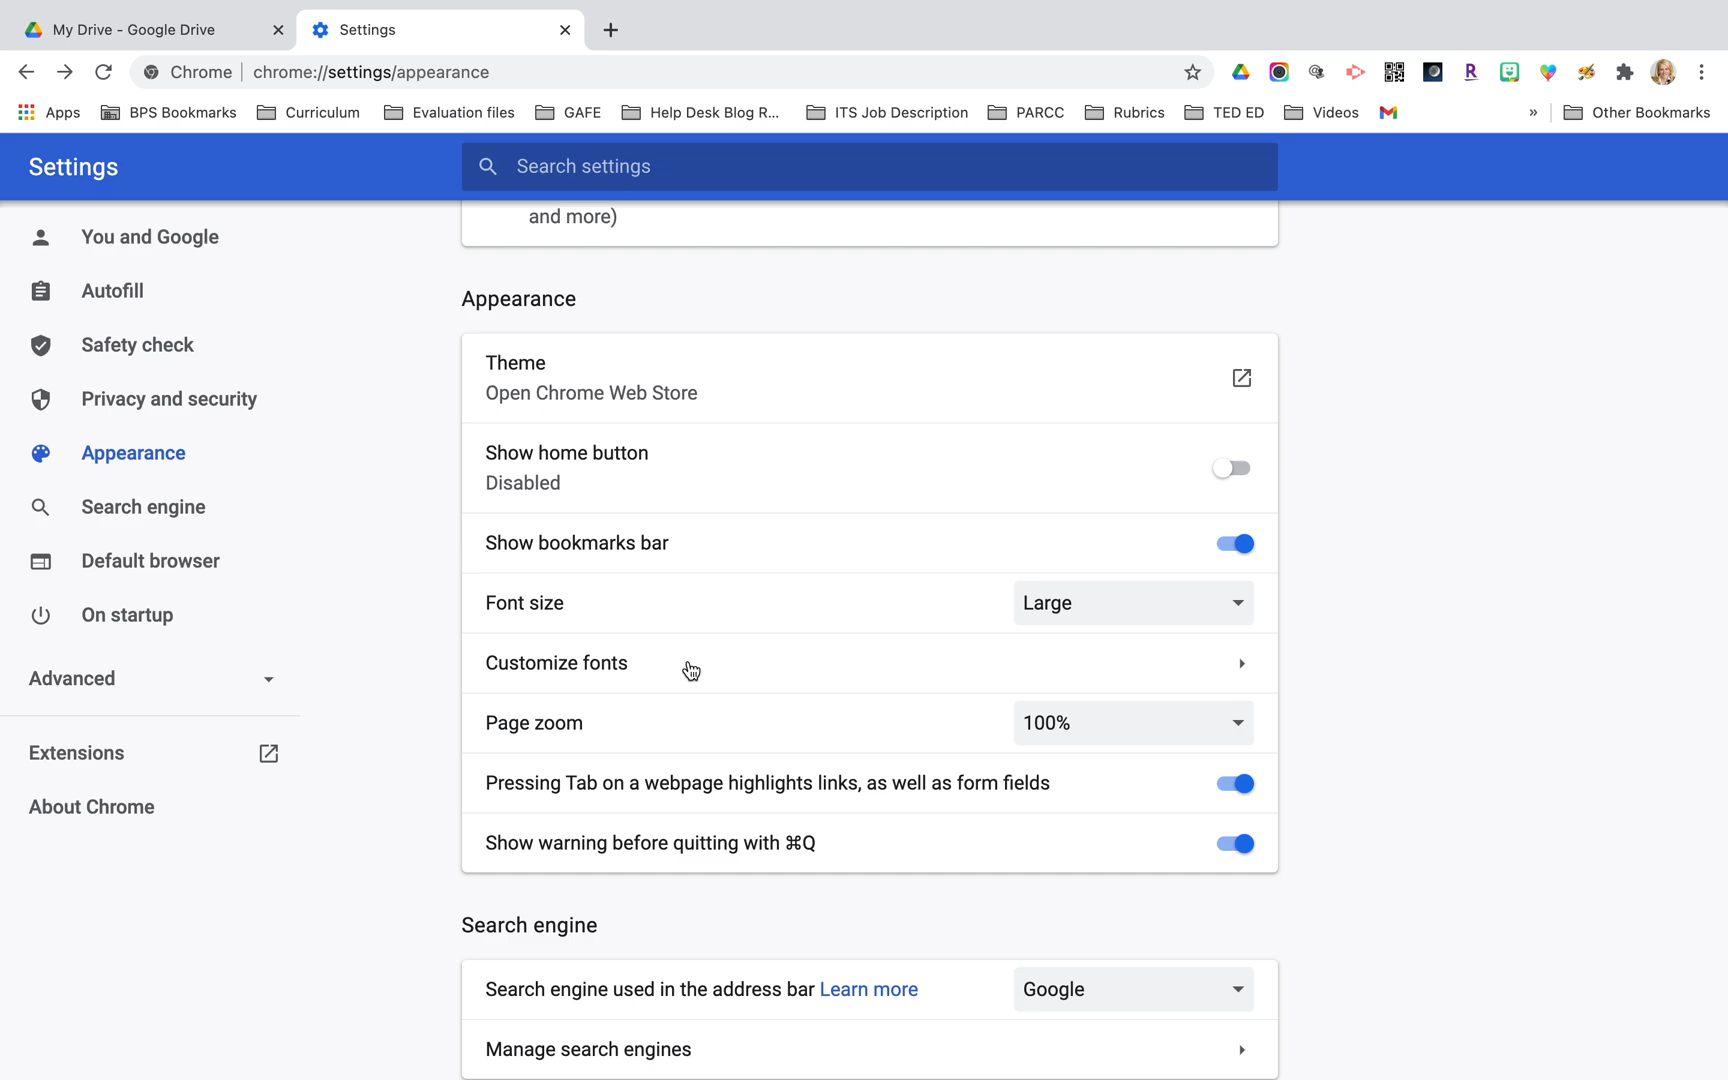 My Drive - Google Drive
Settings
Chrome chrome://settings/appearance
Apps BPS Bookmarks Curriculum Evaluation files GAFE Help Desk Blog R... ITS Job Description PARCC Rubrics TED ED Videos » Other Bookmarks
Settings
Search settings
and more)
You and Google
Autofill
Safety check
Privacy and security
Appearance
Search engine
Default browser
On startup
Advanced
Extensions
About Chrome
Appearance
Theme
Open Chrome Web Store
Show home button
Disabled
Show bookmarks bar
Font size Large
Customize fonts
Page zoom 100%
Pressing Tab on a webpage highlights links, as well as form fields
Show warning before quitting with ⌘Q
Search engine
Search engine used in the address bar Learn more Google
Manage search engines